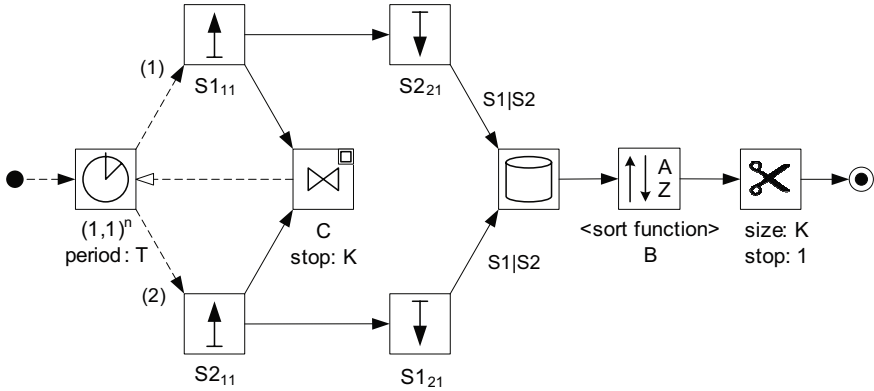 (1)
S1₁₁
S2₂₁
S1|S2
(1,1)ⁿ
period: T
C
stop: K
A
Z
<sort function>
B
size: K
stop: 1
(2)
S1|S2
S2₁₁
S1₂₁